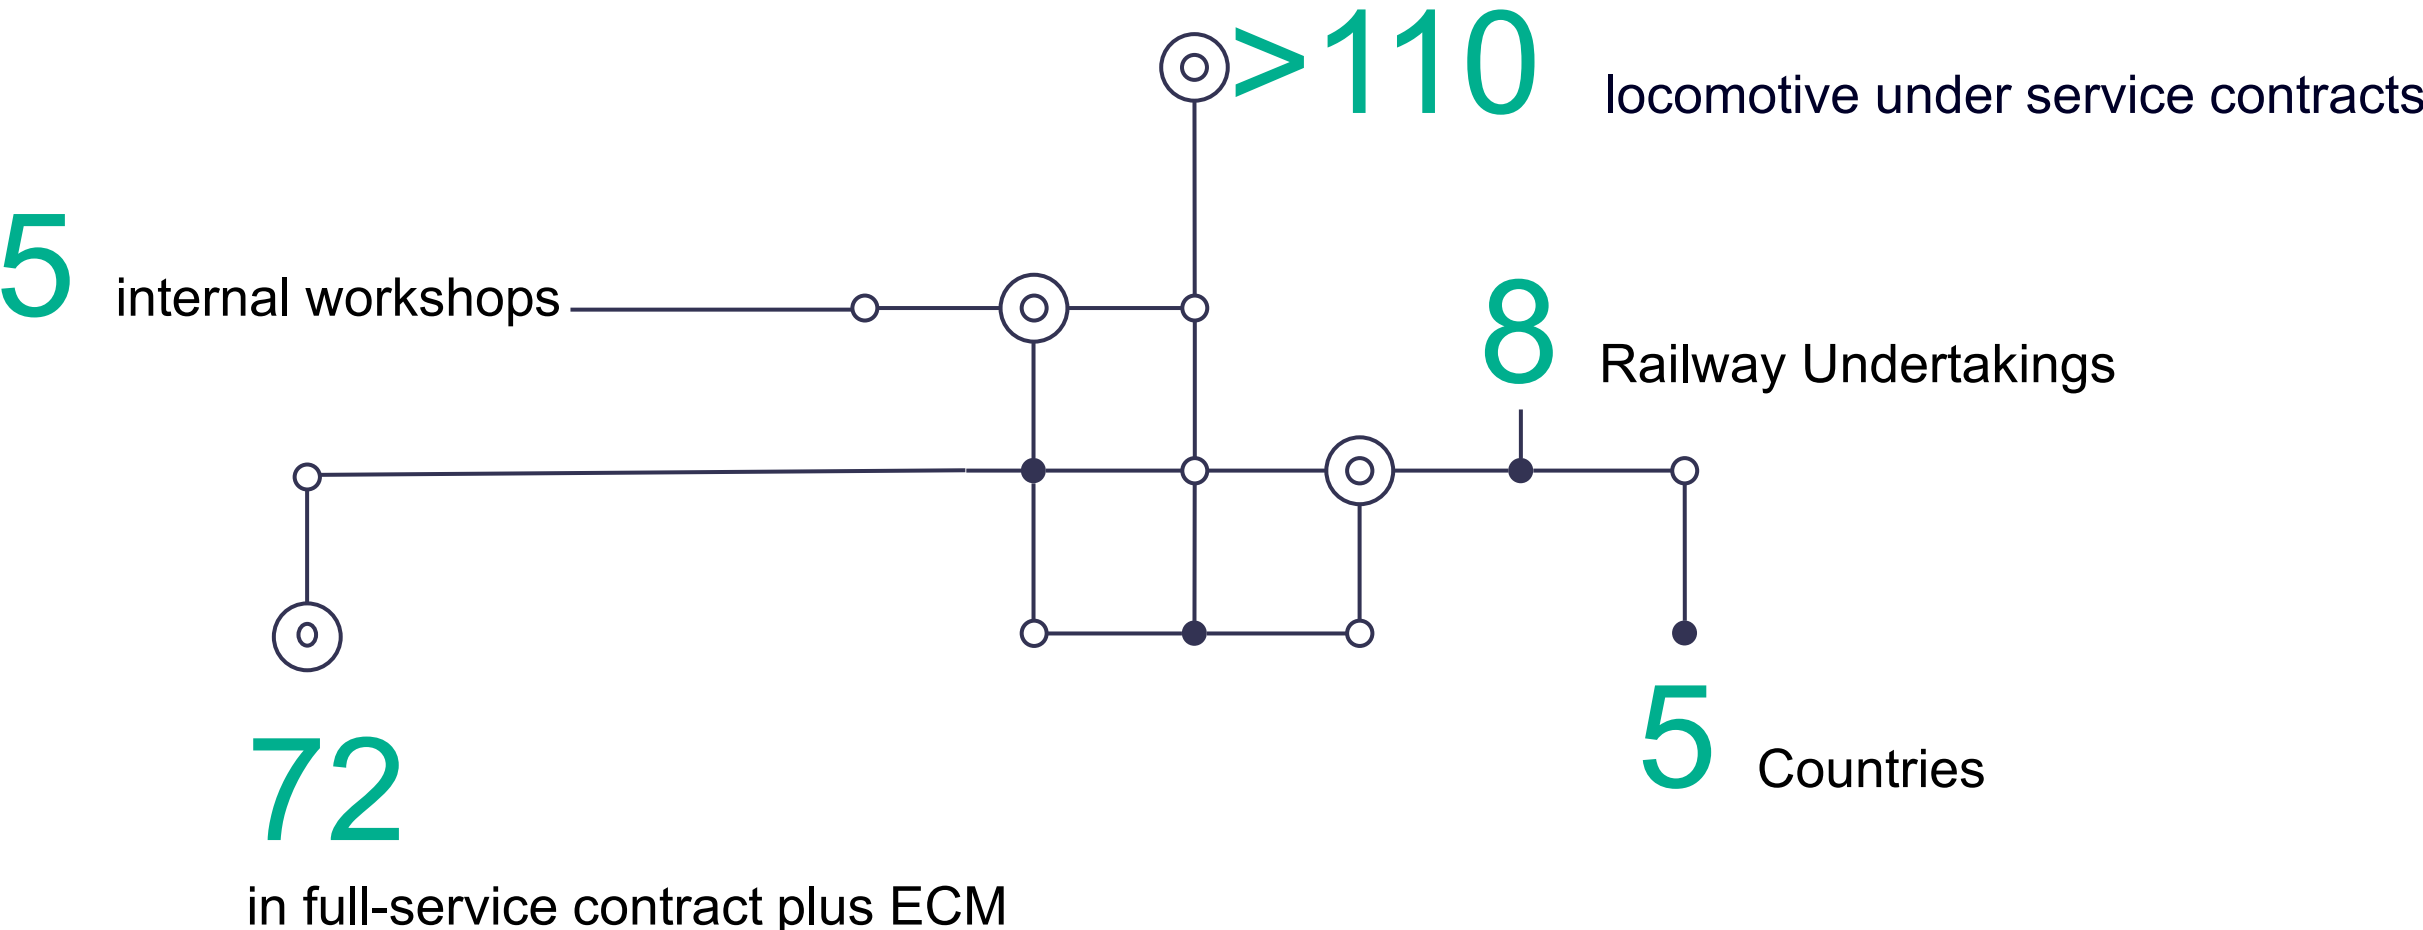 >110 locomotive under service contracts
5 internal workshops
8 Railway Undertakings
5 Countries
72
in full-service contract plus ECM